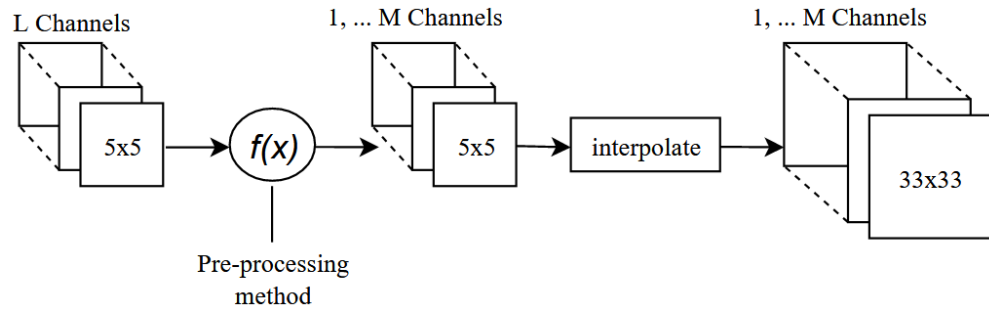 L Channels
1, ... M Channels
1, ... M Channels
5x5
f(x)
5x5
interpolate
33x33
Pre-processing
method